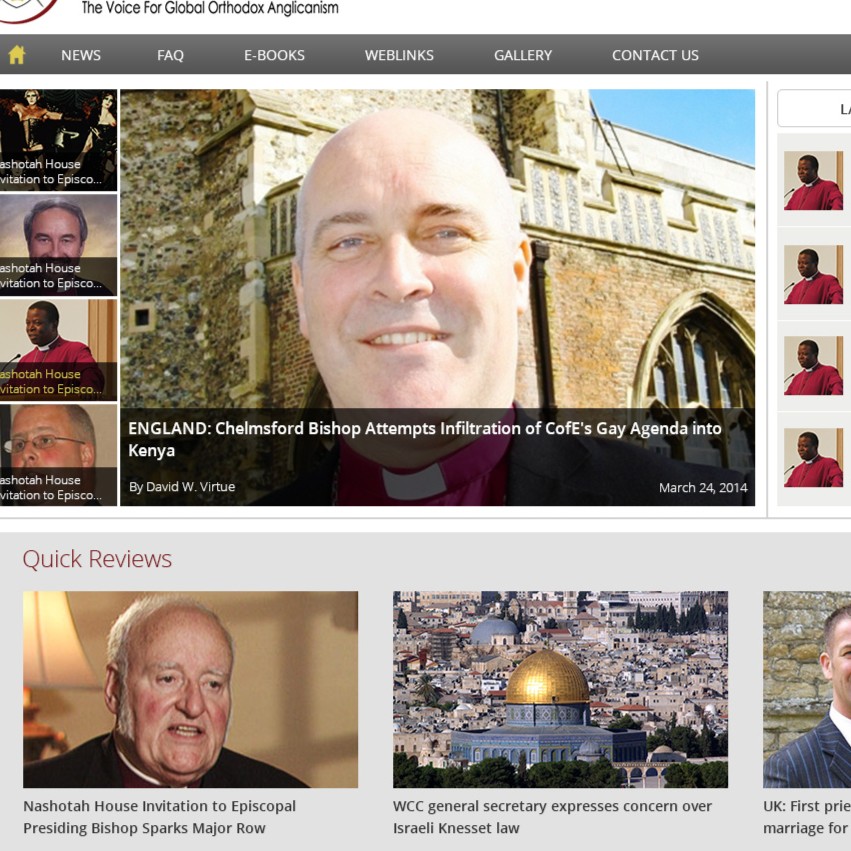 The Voice For Global Orthodox Anglicanism
NEWS FAQ E-BOOKS WEBLINKS GALLERY CONTACT US
ashotah House
vitation to Episco...
ashotah House
vitation to Episco...
ashotah House
vitation to Episco...
ashotah House
vitation to Episco...
ENGLAND: Chelmsford Bishop Attempts Infiltration of CofE's Gay Agenda into
Kenya
By David W. Virtue March 24, 2014
Quick Reviews
Nashotah House Invitation to Episcopal
Presiding Bishop Sparks Major Row
WCC general secretary expresses concern over
Israeli Knesset law
UK: First prie
marriage for